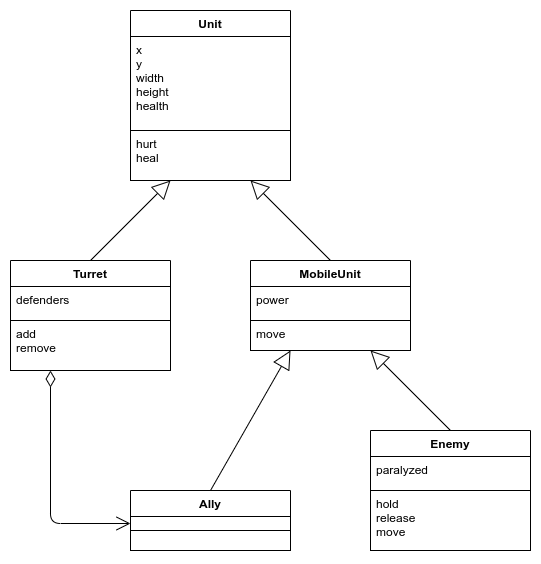 Unit
x
y
width
height
health
hurt
heal
Turret
defenders
add
remove
MobileUnit
power
move
Ally
Enemy
paralyzed
hold
release
move